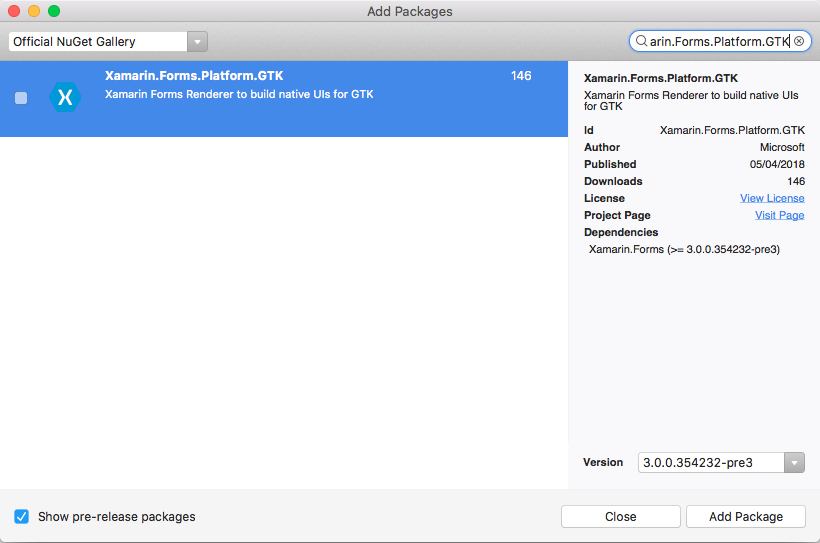 Add Packages
Official NuGet Gallery
arin.Forms.Platform.GTK
Xamarin.Forms.Platform.GTK 146
Xamarin Forms Renderer to build native UIs for GTK
Xamarin.Forms.Platform.GTK
Xamarin Forms Renderer to build native UIs
for GTK
Id Xamarin.Forms.Platform.GTK
Author Microsoft
Published 05/04/2018
Downloads 146
License View License
Project Page Visit Page
Dependencies
Xamarin.Forms (>= 3.0.0.354232-pre3)
Version 3.0.0.354232-pre3
Show pre-release packages
Close
Add Package